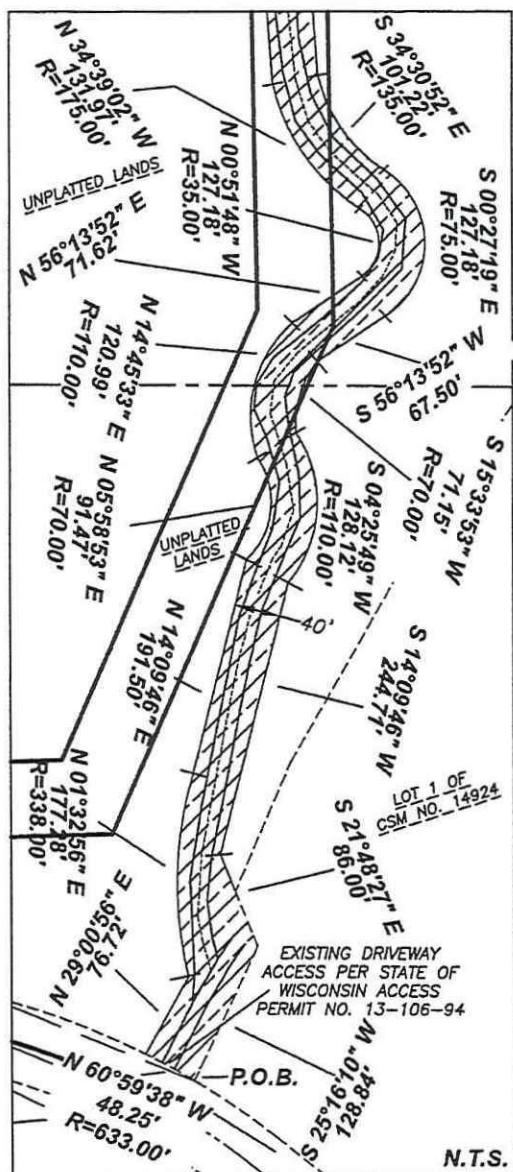 N 34°39'02" W
131.97'
R=175.00'
S 34°30'52" E
101.22'
R=135.00'
UNPLATTED LANDS
N 00°51'48" W
127.18'
R=35.00'
S 00°27'19" E
127.18'
R=75.00'
N 56°13'52" E
71.62'
N 14°45'33" E
120.99'
R=110.00'
S 56°13'52" W
67.50'
S 15°33'53" W
71.15'
R=70.00'
N 05°58'53" E
91.47'
R=70.00'
UNPLATTED
LANDS
S 04°25'49" W
128.12'
R=110.00'
40'
N 14°09'46" E
191.50'
S 14°09'46" W
244.71'
N 01°32'56" E
177.28'
R=338.00'
LOT 1 OF
CSM NO. 14924
S 21°48'27" E
86.00'
N 29°00'56" E
76.72'
EXISTING DRIVEWAY
ACCESS PER STATE OF
WISCONSIN ACCESS
PERMIT NO. 13-106-94
S 25°16'10" W
128.84'
P.O.B.
N 60°59'38" W
48.25'
R=633.00'
N.T.S.